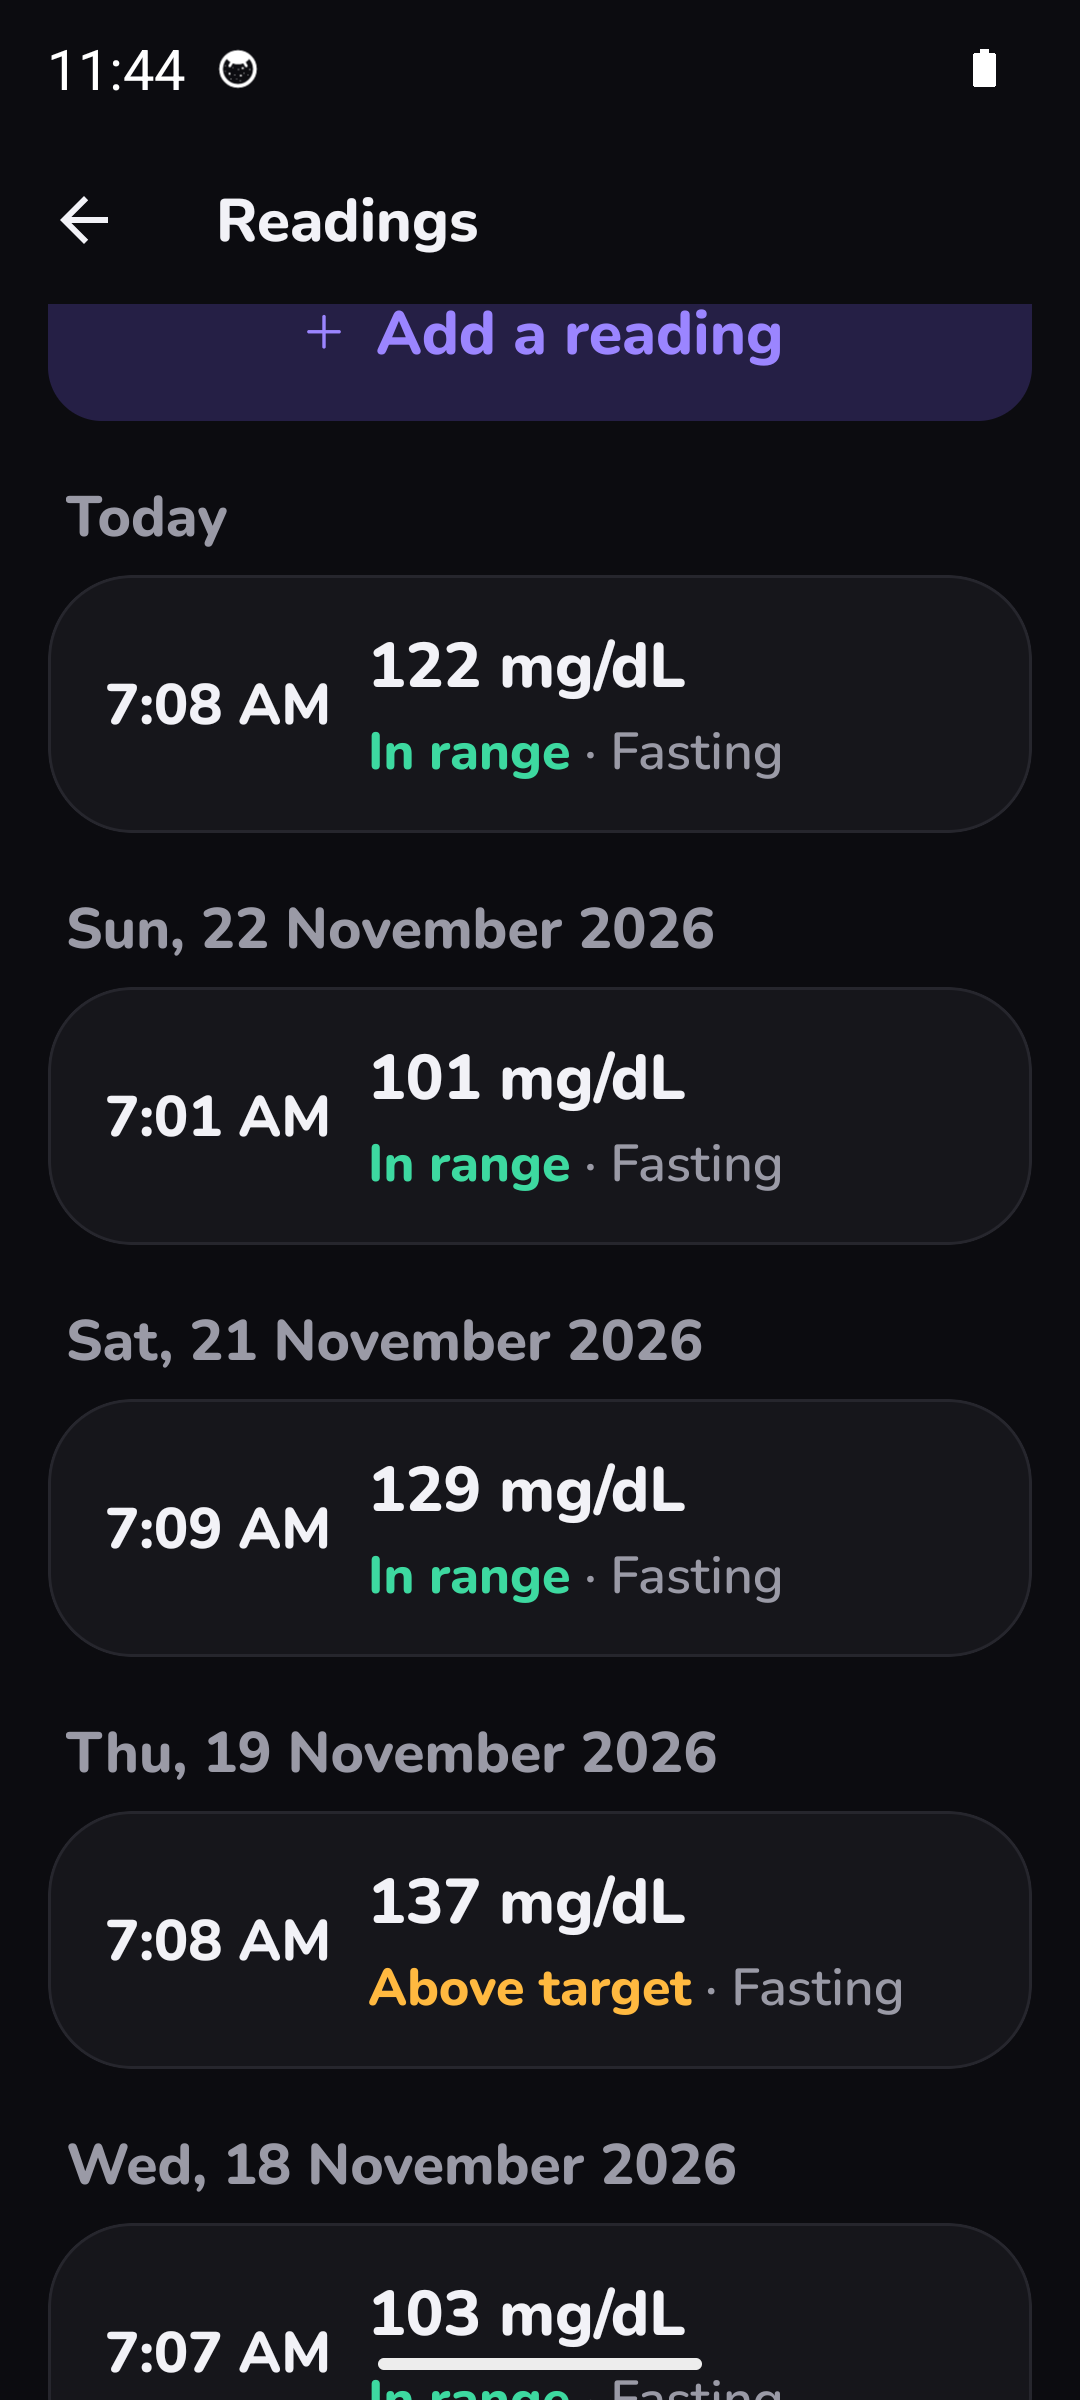 11:44
Readings
+ Add a reading
Today
7:08 AM
122 mg/dL
In range · Fasting
Sun, 22 November 2026
7:01 AM
101 mg/dL
In range · Fasting
Sat, 21 November 2026
7:09 AM
129 mg/dL
In range · Fasting
Thu, 19 November 2026
7:08 AM
137 mg/dL
Above target · Fasting
Wed, 18 November 2026
7:07 AM
103 mg/dL
In range · Fasting